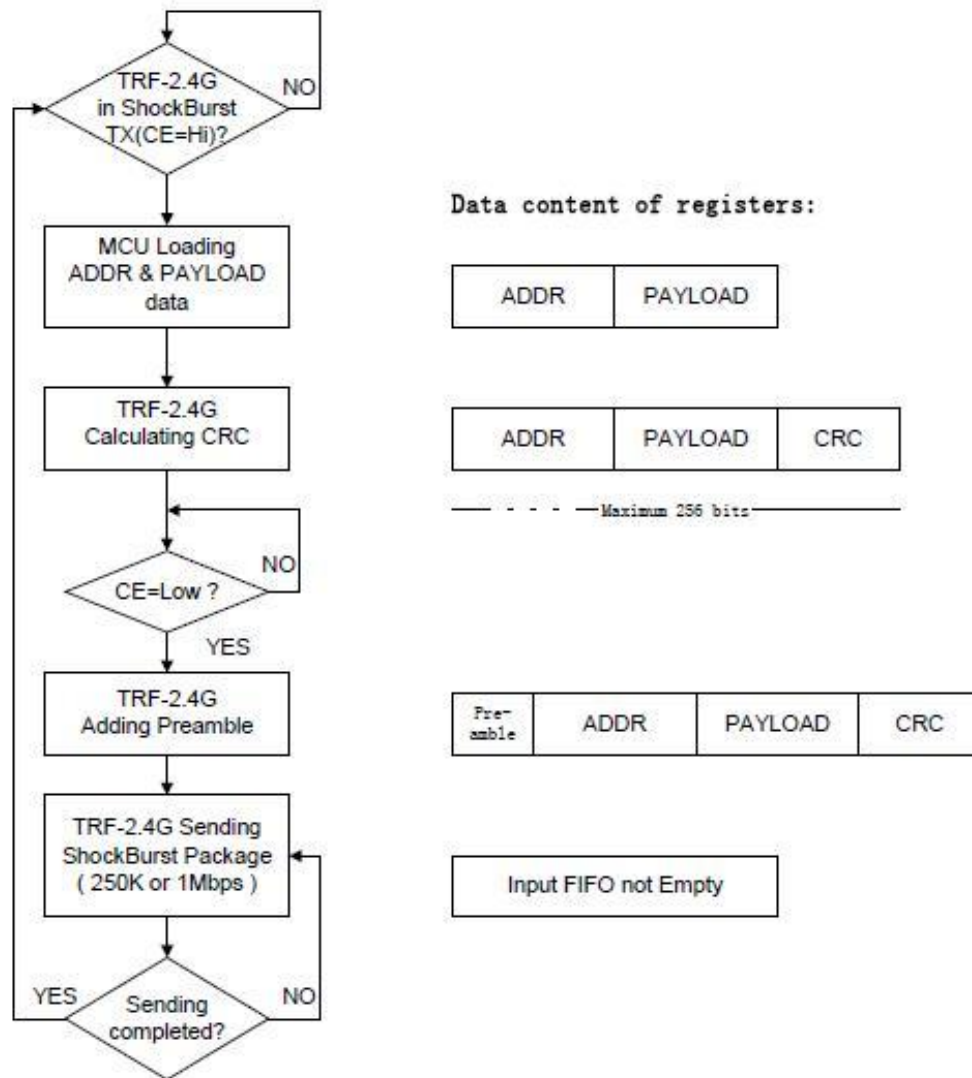 TRF-2.4G
in ShockBurst
TX(CE=Hi)?
NO
MCU Loading
ADDR & PAYLOAD
data
TRF-2.4G
Calculating CRC
CE=Low ?
NO
YES
TRF-2.4G
Adding Preamble
TRF-2.4G Sending
ShockBurst Package
( 250K or 1Mbps )
YES
Sending
completed?
NO
Data content of registers:
ADDR PAYLOAD
ADDR PAYLOAD CRC
Maximum 256 bits
Pre-
amble
ADDR PAYLOAD CRC
Input FIFO not Empty